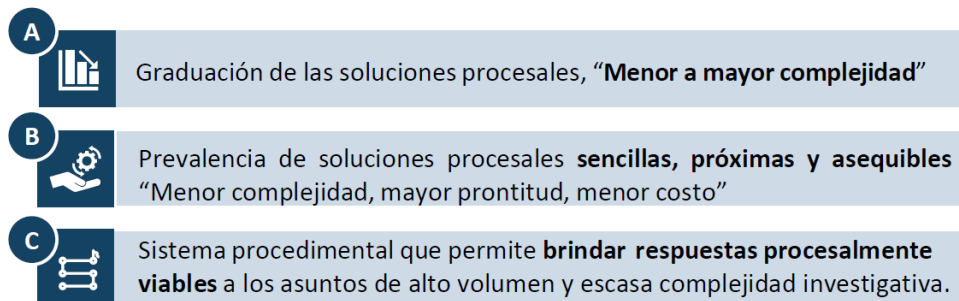 A
Graduación de las soluciones procesales, “Menor a mayor complejidad”
B
Prevalencia de soluciones procesales sencillas, próximas y asequibles
“Menor complejidad, mayor prontitud, menor costo”
C
Sistema procedimental que permite brindar respuestas procesalmente
viables a los asuntos de alto volumen y escasa complejidad investigativa.